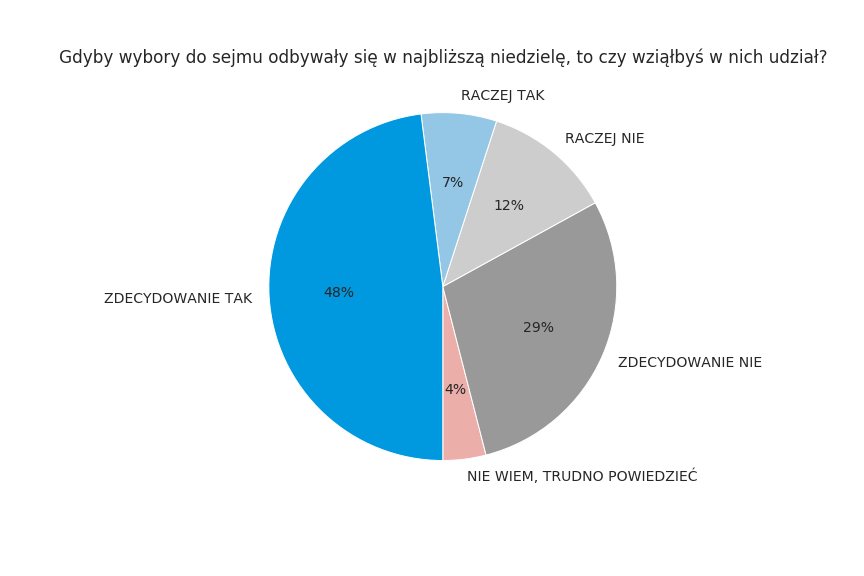 Gdyby wybory do sejmu odbywały się w najbliższą niedzielę, to czy wziąłbyś w nich udział?
RACZEJ TAK
RACZEJ NIE
7%
12%
48%
ZDECYDOWANIE TAK
29%
ZDECYDOWANIE NIE
4%
NIE WIEM, TRUDNO POWIEDZIEĆ